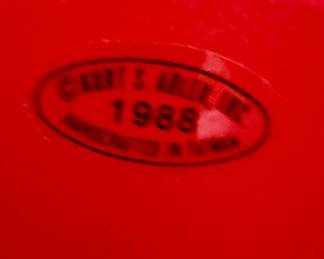 © KURT S. ADLER, INC.
1988
HANDCRAFTED IN TAIWAN